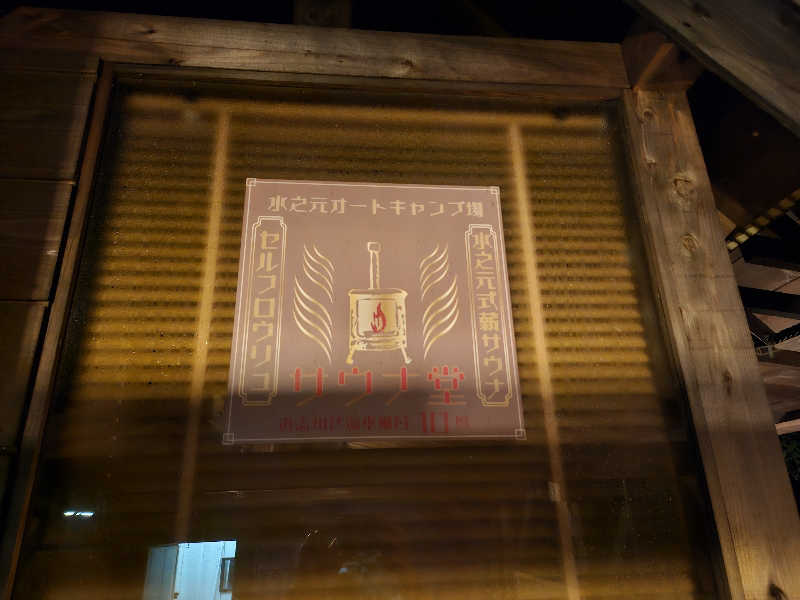 水之元オートキャンプ場
セルフロウリュ
水之元式薪サウナ
サウナ堂
10